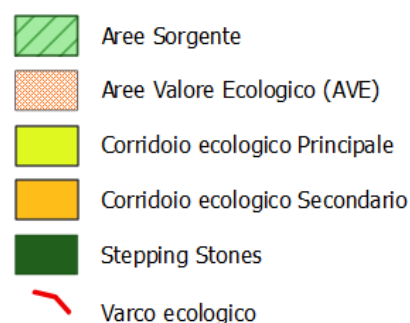 Aree Sorgente
Aree Valore Ecologico (AVE)
Corridoio ecologico Principale
Corridoio ecologico Secondario
Stepping Stones
Varco ecologico